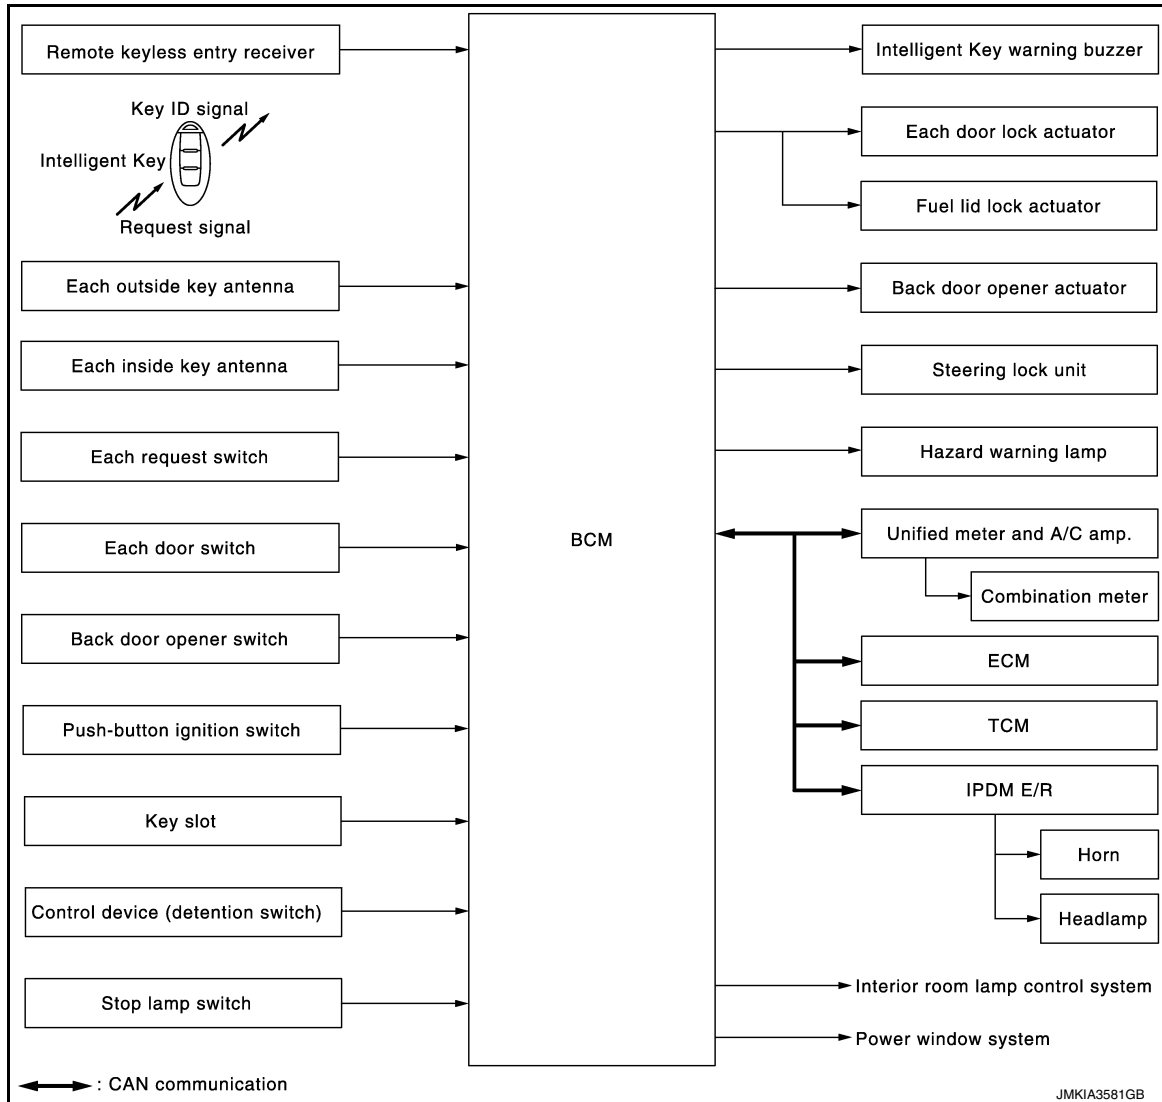 Remote keyless entry receiver
Key ID signal
Intelligent Key
Request signal
Each outside key antenna
Each inside key antenna
Each request switch
Each door switch
Back door opener switch
Push-button ignition switch
Key slot
Control device (detention switch)
Stop lamp switch
BCM
Intelligent Key warning buzzer
Each door lock actuator
Fuel lid lock actuator
Back door opener actuator
Steering lock unit
Hazard warning lamp
Unified meter and A/C amp.
Combination meter
ECM
TCM
IPDM E/R
Horn
Headlamp
Interior room lamp control system
Power window system
: CAN communication
JMKIA3581GB